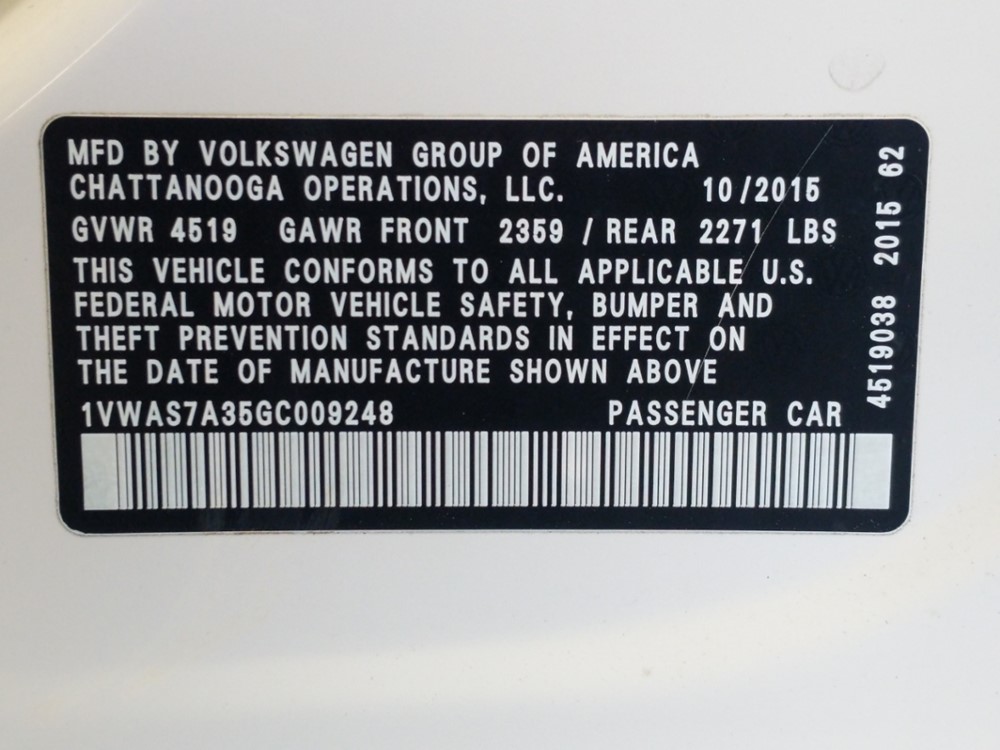 MFD BY VOLKSWAGEN GROUP OF AMERICA
CHATTANOOGA OPERATIONS, LLC. 10/2015
GVWR 4519 GAWR FRONT 2359 / REAR 2271 LBS
THIS VEHICLE CONFORMS TO ALL APPLICABLE U.S.
FEDERAL MOTOR VEHICLE SAFETY, BUMPER AND
THEFT PREVENTION STANDARDS IN EFFECT ON
THE DATE OF MANUFACTURE SHOWN ABOVE
1VWAS7A35GC009248 PASSENGER CAR
4519038 2015 62